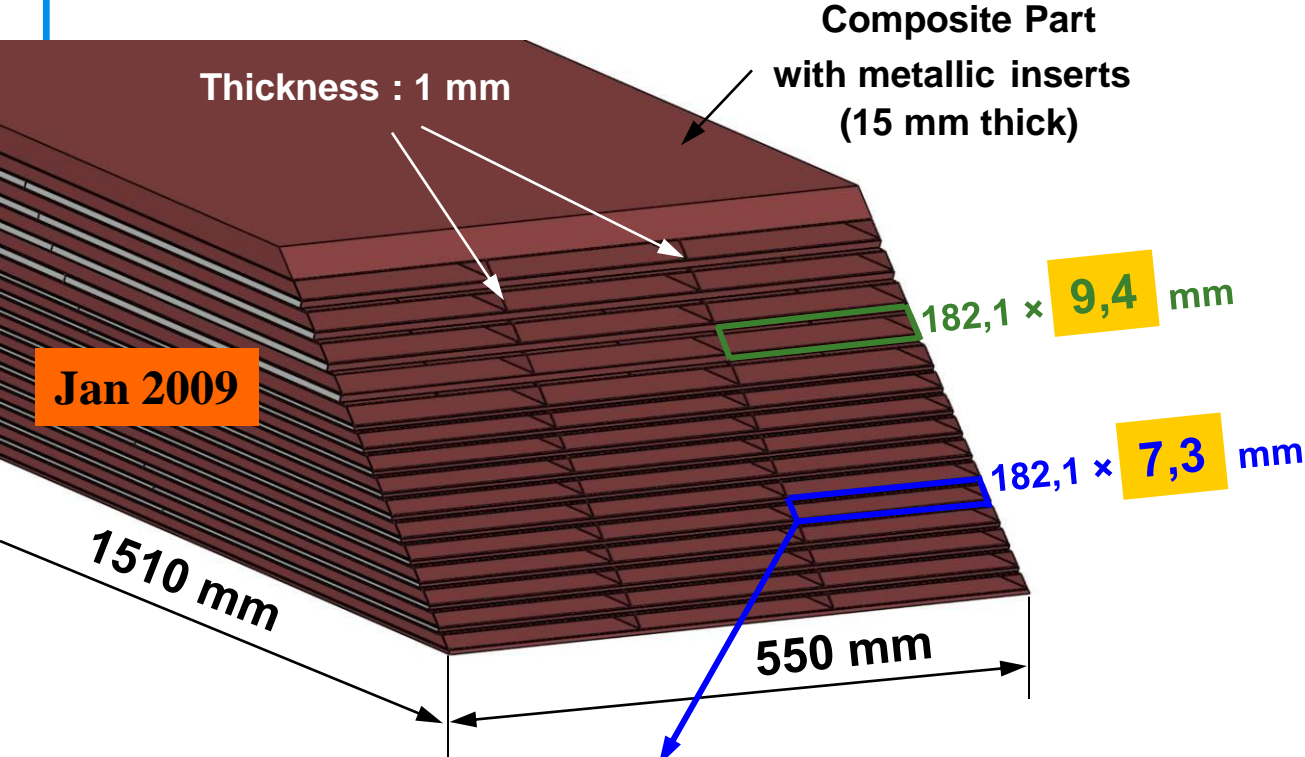 Composite Part
with metallic inserts
(15 mm thick)
Thickness : 1 mm
182,1 × 9,4 mm
Jan 2009
182,1 × 7,3 mm
1510 mm
550 mm